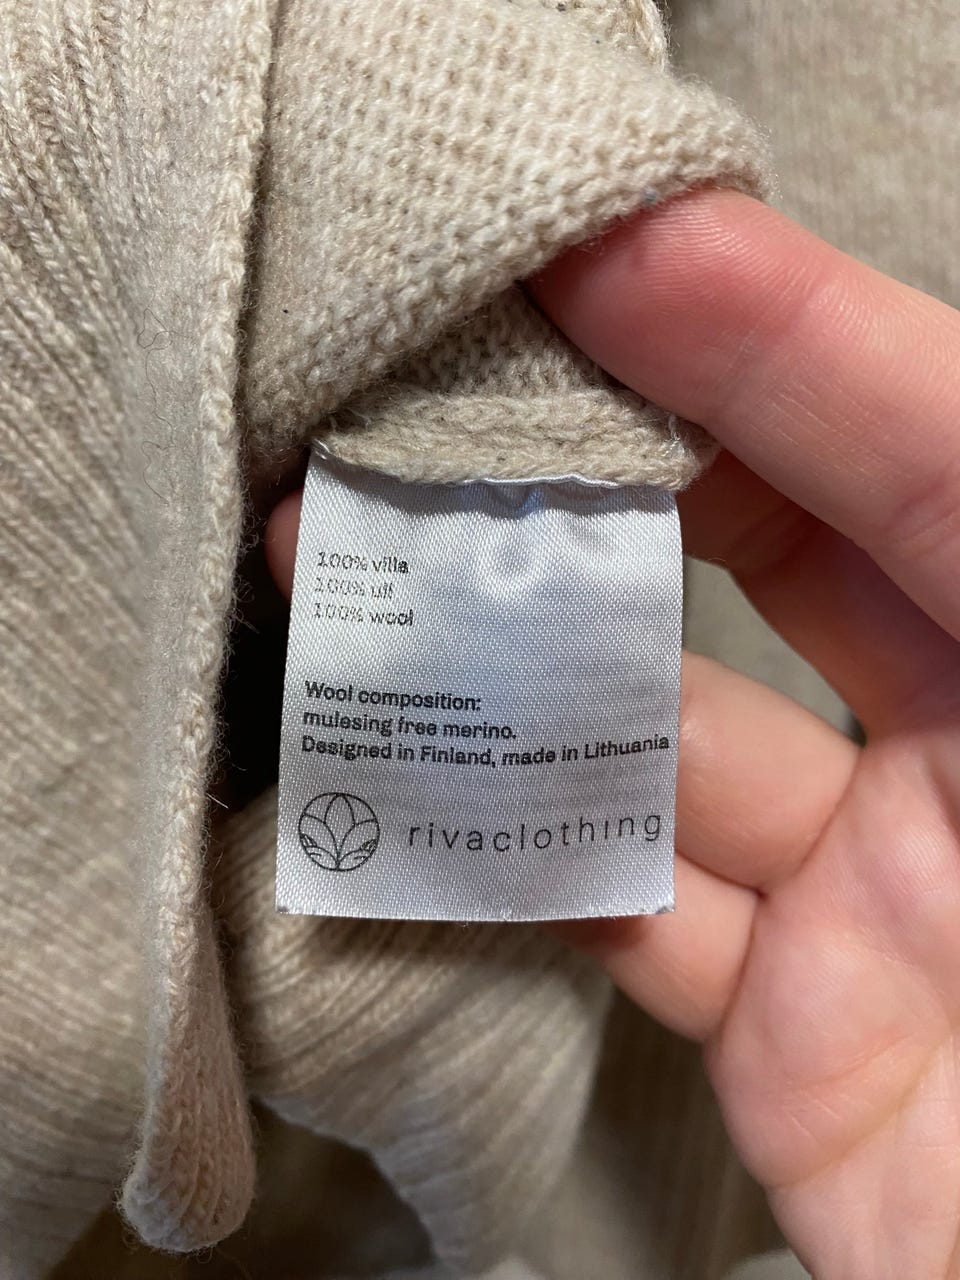 100% villa
100% ull
100% wool
Wool composition:
mulesing free merino.
Designed in Finland, made in Lithuania
rivaclothing